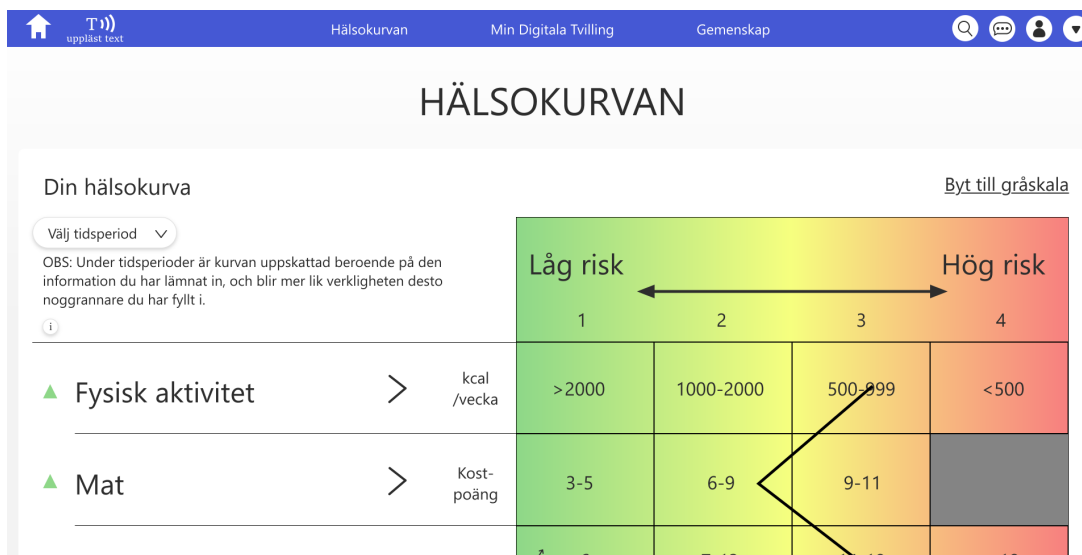 T
uppläst text
Hälsokurvan
Min Digitala Tvilling
Gemenskap
HÄLSOKURVAN
Din hälsokurva
Byt till gråskala
Välj tidsperiod
OBS: Under tidsperioder är kurvan uppskattad beroende på den
information du har lämnat in, och blir mer lik verkligheten desto
noggrannare du har fyllt i.
i
Låg risk
Hög risk
1
2
3
4
Fysisk aktivitet
kcal
/vecka
>2000
1000-2000
500-999
<500
Mat
Kost-
poäng
3-5
6-9
9-11